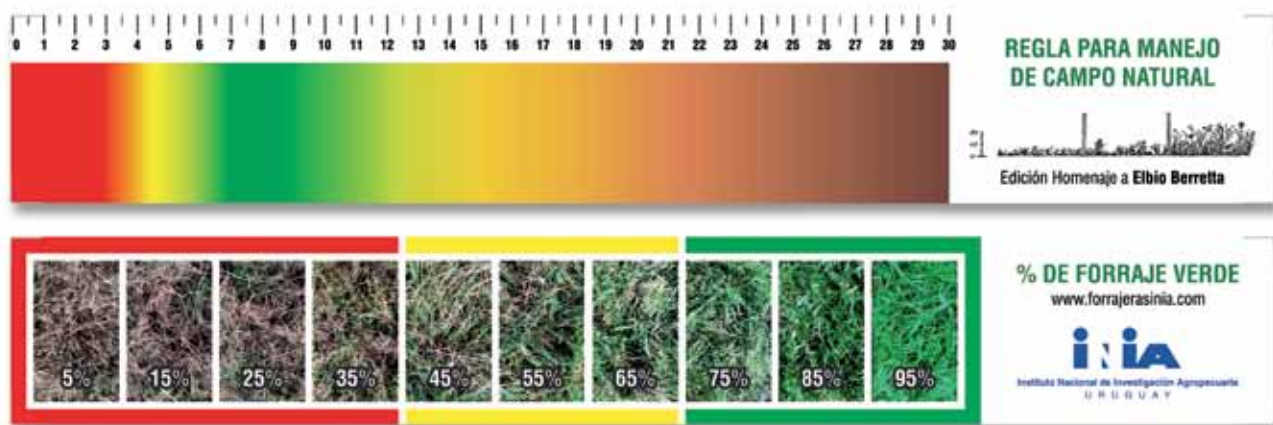 0 1 2 3 4 5 6 7 8 9 10 11 12 13 14 15 16 17 18 19 20 21 22 23 24 25 26 27 28 29 30
REGLA PARA MANEJO
DE CAMPO NATURAL
Edición Homenaje a Elbio Berretta
5% 15% 25% 35% 45% 55% 65% 75% 85% 95%
% DE FORRAJE VERDE
www.forrajerasinia.com
INIA
Instituto Nacional de Investigación Agropecuaria
URUGUAY